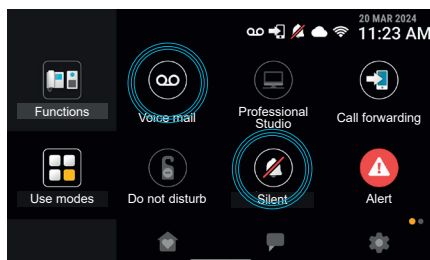 20 MAR 2024
11:23 AM
Functions
Voice mail
Professional
Studio
Call forwarding
Use modes
Do not disturb
Silent
Alert